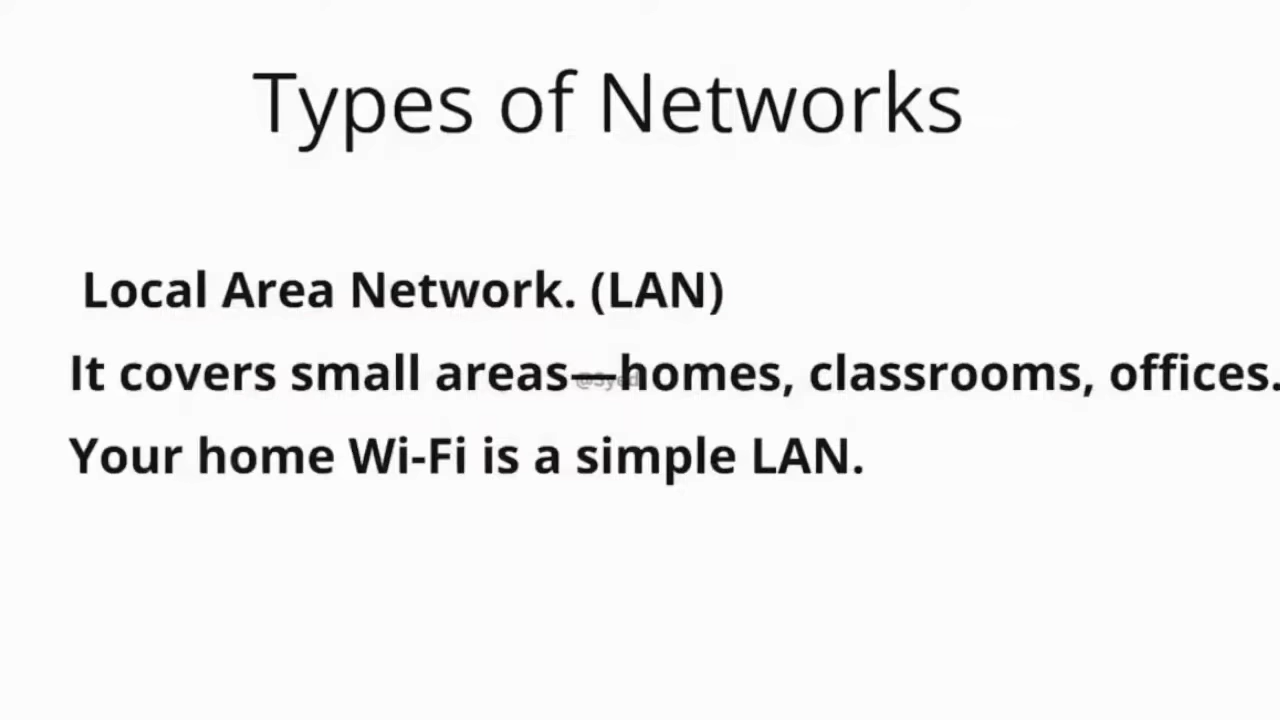 Types of Networks
Local Area Network. (LAN)
It covers small areas—homes, classrooms, offices.
@Syed
Your home Wi-Fi is a simple LAN.